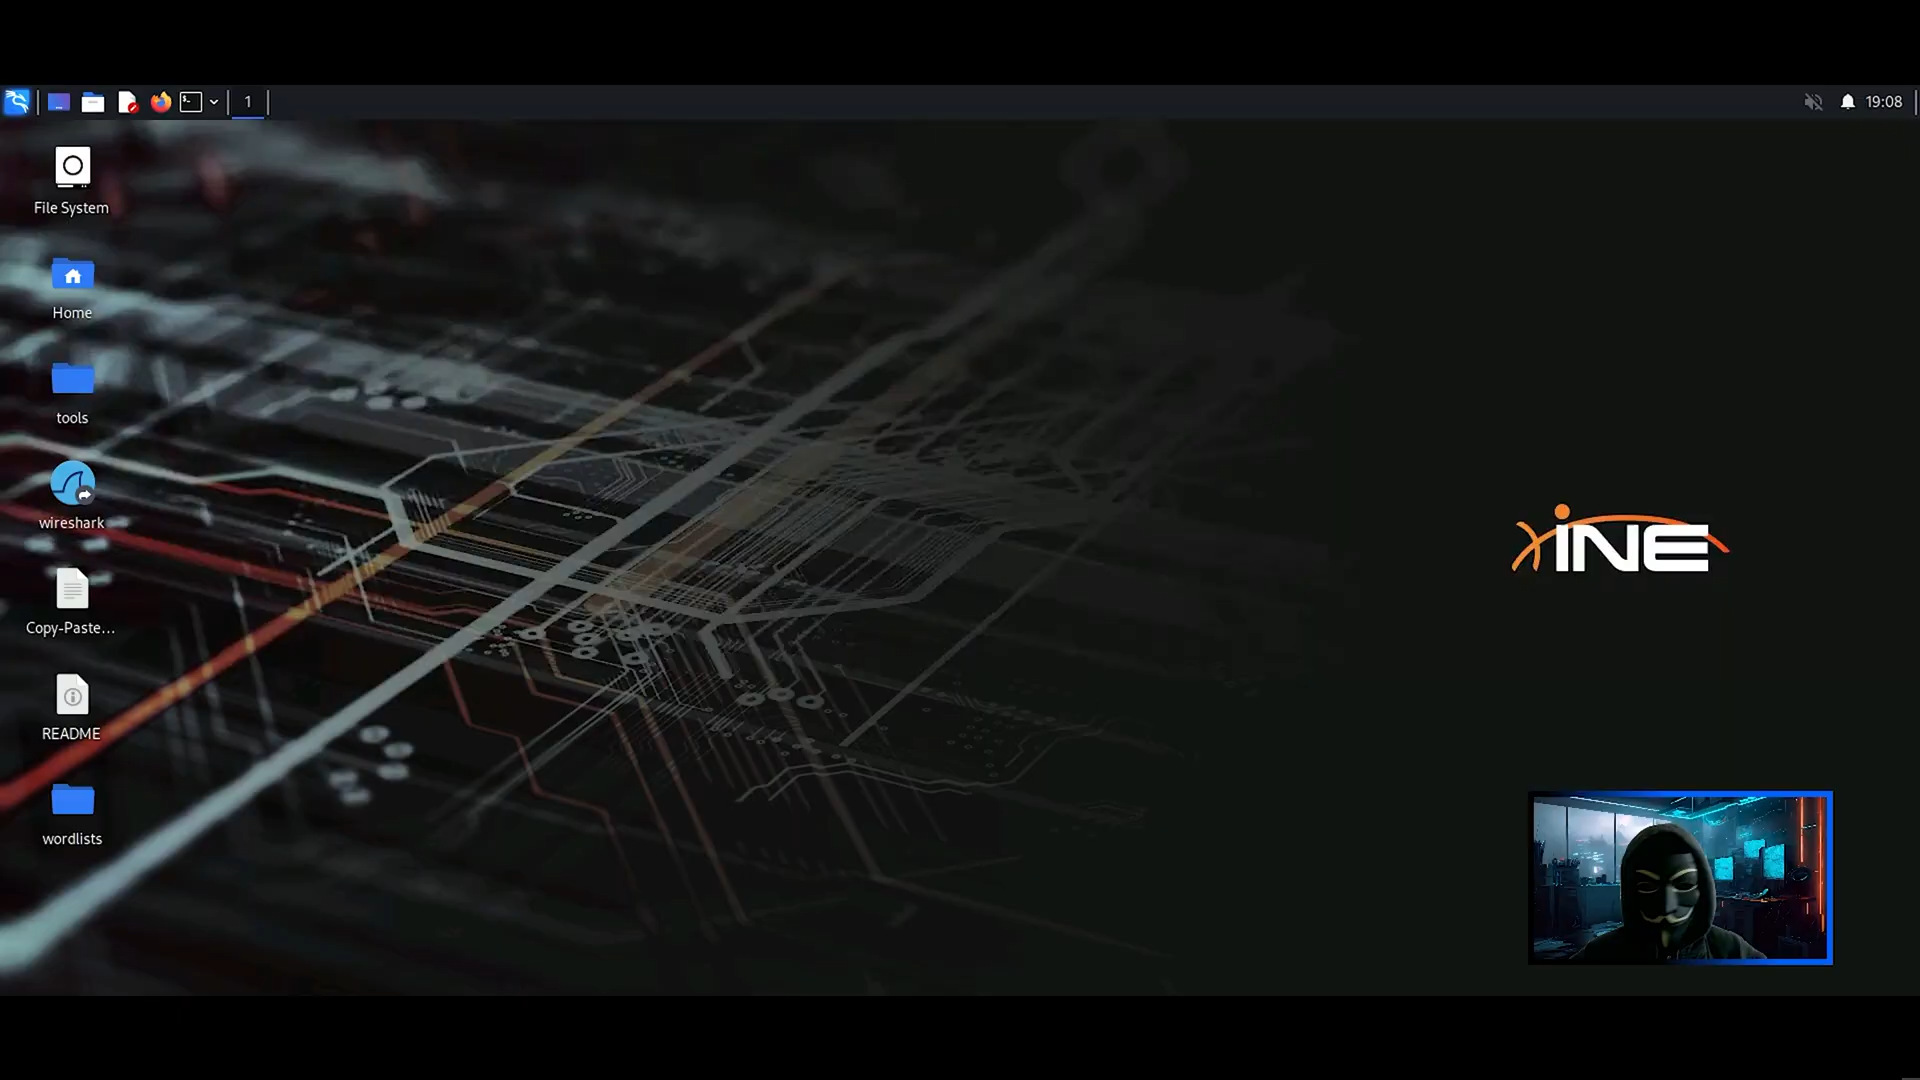 1
19:08
File System
Home
tools
wireshark
Copy-Paste...
README
wordlists
INE